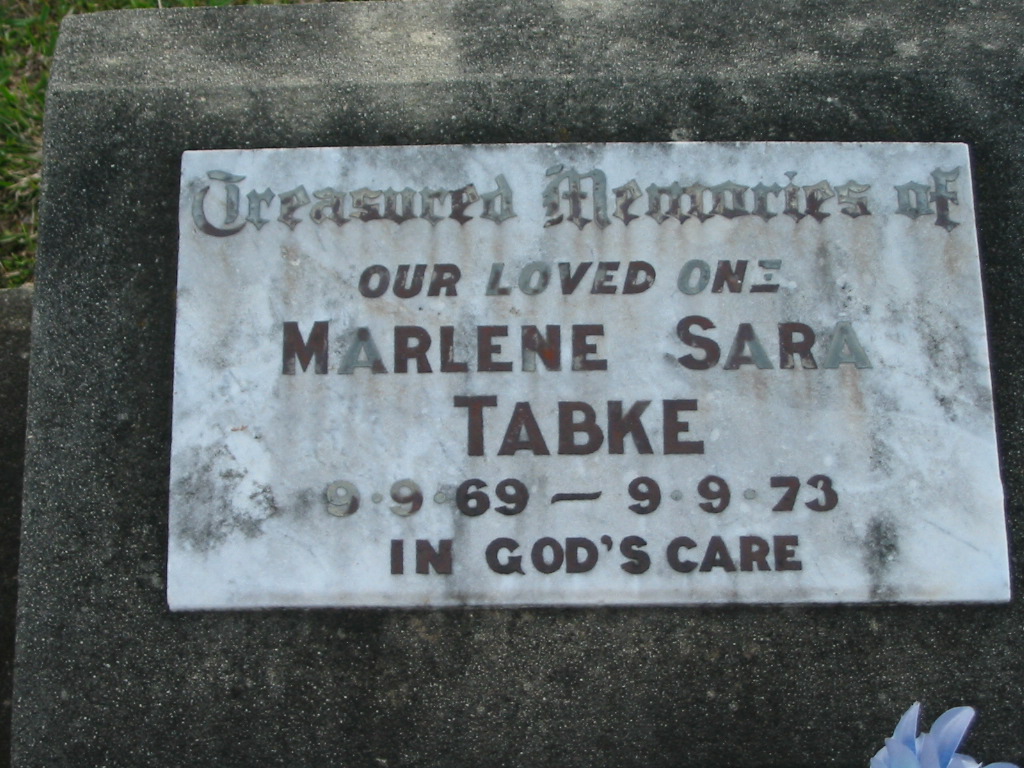 Treasured Memories of
OUR LOVED ONE
MARLENE SARA
TABKE
9·9·69 — 9·9·73
IN GOD'S CARE